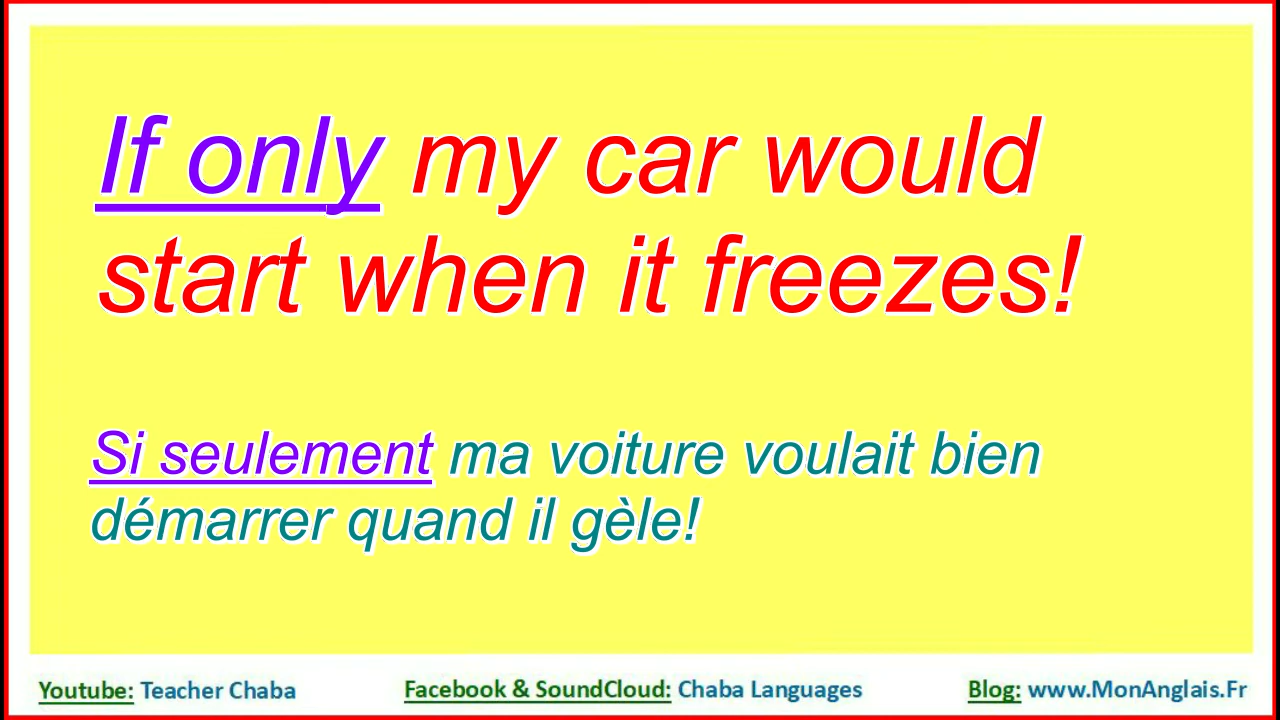 If only my car would
start when it freezes!
Si seulement ma voiture voulait bien
démarrer quand il gèle!
Youtube: Teacher Chaba Facebook & SoundCloud: Chaba Languages Blog: www.MonAnglais.Fr